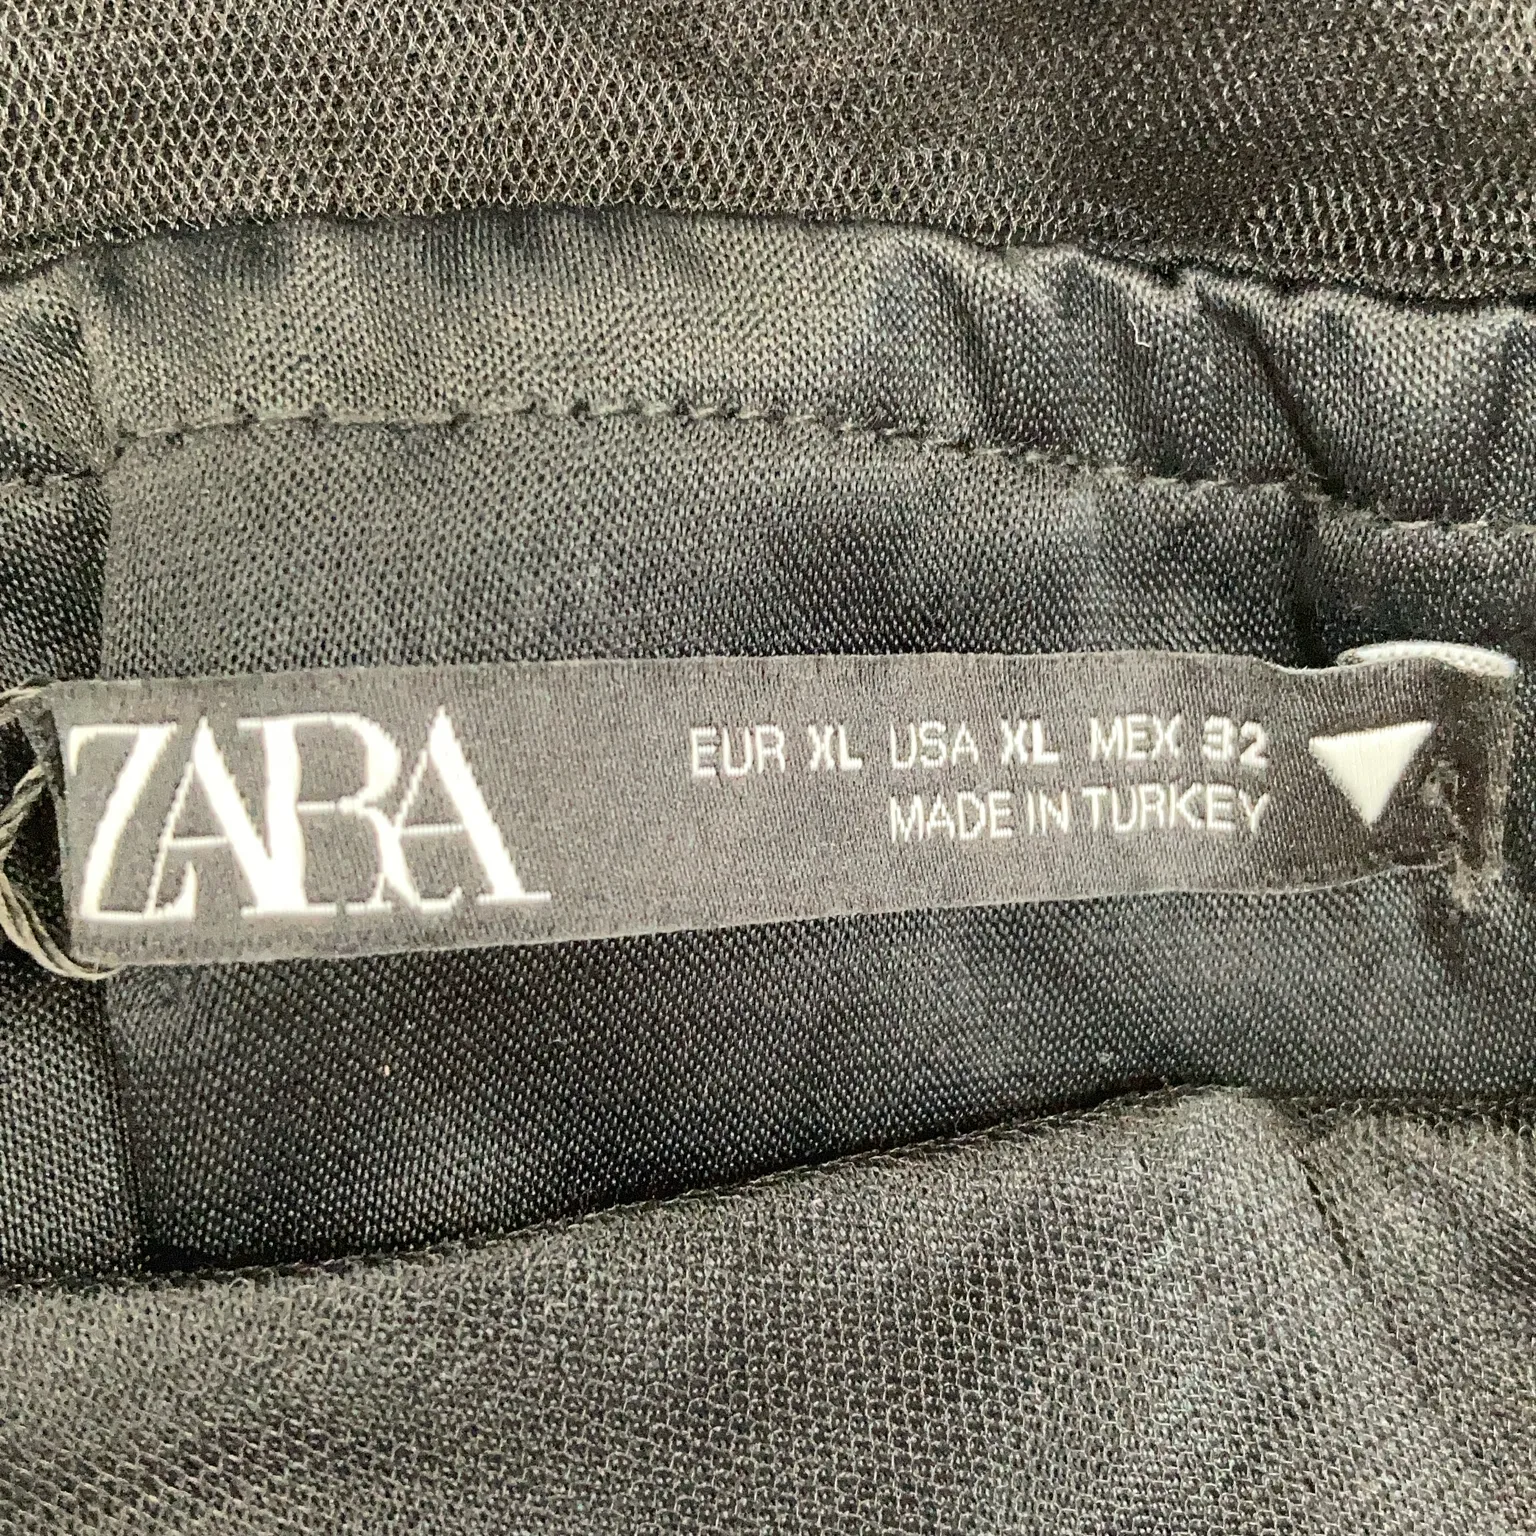 ZARA
EUR XL USA XL MEX 32
MADE IN TURKEY